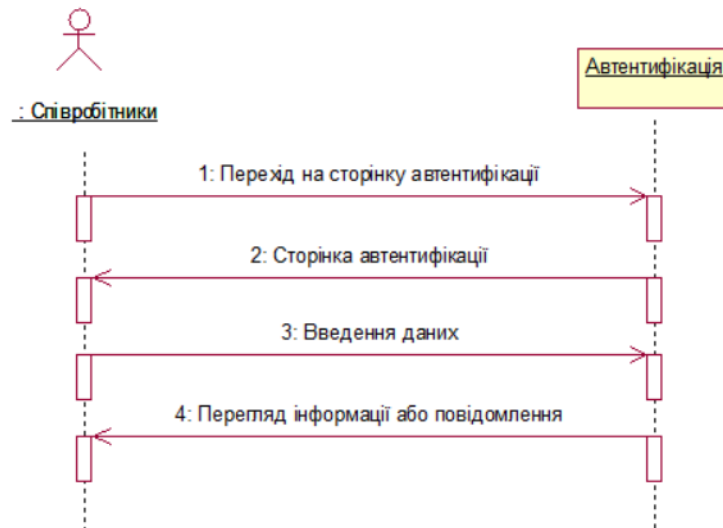 Автентифікація
: Співробітники
1: Перехід на сторінку автентифікації
2: Сторінка автентифікації
3: Введення даних
4: Перегляд інформації або повідомлення